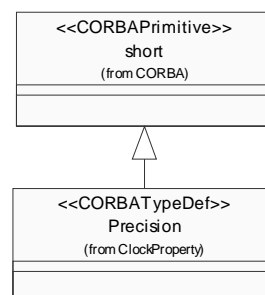 <<CORBAPrimitive>>
short
(from CORBA)
<<CORBATypeDef>>
Precision
(from ClockProperty)